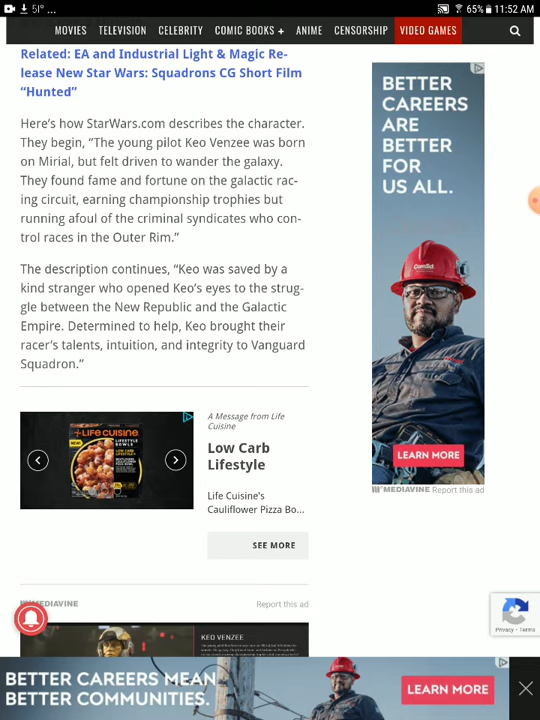 51° ...
65% 11:52 AM
MOVIES TELEVISION CELEBRITY COMIC BOOKS + ANIME CENSORSHIP VIDEO GAMES
Related: EA and Industrial Light & Magic Re-
lease New Star Wars: Squadrons CG Short Film
“Hunted”
Here’s how StarWars.com describes the character.
They begin, “The young pilot Keo Venzee was born
on Mirial, but felt driven to wander the galaxy.
They found fame and fortune on the galactic rac-
ing circuit, earning championship trophies but
running afoul of the criminal syndicates who con-
trol races in the Outer Rim.”
The description continues, “Keo was saved by a
kind stranger who opened Keo’s eyes to the strug-
gle between the New Republic and the Galactic
Empire. Determined to help, Keo brought their
racer’s talents, intuition, and integrity to Vanguard
Squadron.”
LIFE CUISINE
LIFESTYLE
BOWLS
A Message from Life
Cuisine
Low Carb
Lifestyle
Life Cuisine's
Cauliflower Pizza Bo...
SEE MORE
MEDIAVINE Report this ad
KEO VENZEE
BETTER
CAREERS
ARE
BETTER
FOR
US ALL.
ComEd
LEARN MORE
MEDIAVINE Report this ad
Privacy - Terms
BETTER CAREERS MEAN
BETTER COMMUNITIES.
LEARN MORE